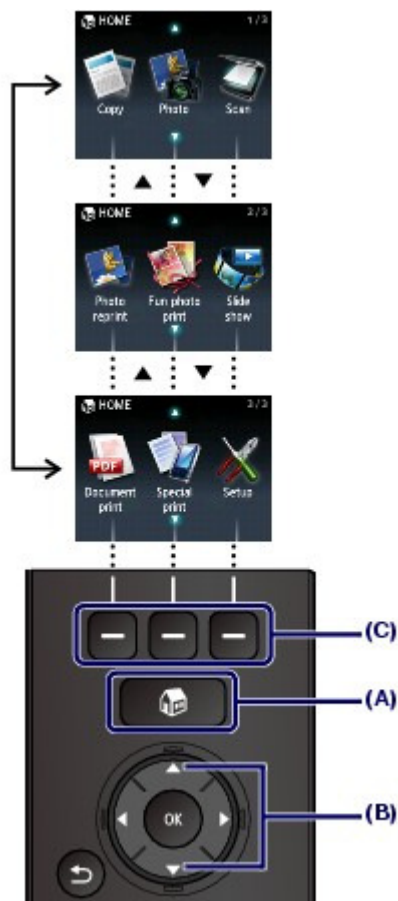 HOME 1/3
Copy Photo Scan
HOME 2/3
Photo reprint Fun photo print Slide show
HOME 3/3
PDF
Document print Special print Setup
(C)
(A)
OK
(B)